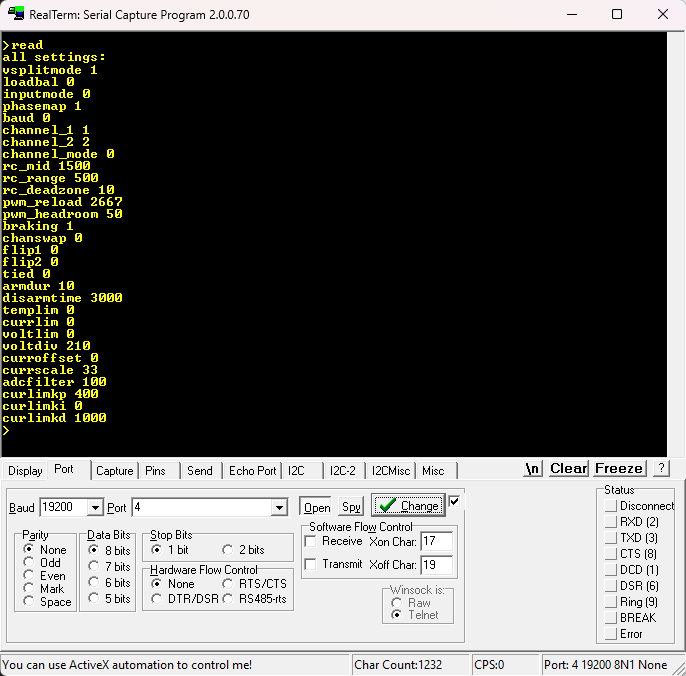 RealTerm: Serial Capture Program 2.0.0.70
>read
all settings:
vsplitmode 1
loadbal 0
inputmode 0
phasemap 1
baud 0
channel_1 1
channel_2 2
channel_mode 0
rc_mid 1500
rc_range 500
rc_deadzone 10
pwm_reload 2667
pwm_headroom 50
braking 1
chanswap 0
flip1 0
flip2 0
tied 0
armdur 10
disarmtime 3000
templim 0
currlim 0
voltlim 0
voltdiv 210
curroffset 0
currscale 33
adcfilter 100
curlimkp 400
curlimki 0
curlimkd 1000
>
Display Port Capture Pins Send Echo Port I2C I2C-2 I2CMisc Misc \n Clear Freeze ?
Baud 19200 Port 4 Open Spy Change
Parity
None
Odd
Even
Mark
Space
Data Bits
8 bits
7 bits
6 bits
5 bits
Stop Bits
1 bit 2 bits
Hardware Flow Control
None RTS/CTS
DTR/DSR RS485-rts
Software Flow Control
Receive Xon Char: 17
Transmit Xoff Char: 19
Winsock is:
Raw
Telnet
Status
Disconnect
RXD (2)
TXD (3)
CTS (8)
DCD (1)
DSR (6)
Ring (9)
BREAK
Error
You can use ActiveX automation to control me! Char Count:1232 CPS:0 Port: 4 19200 8N1 None